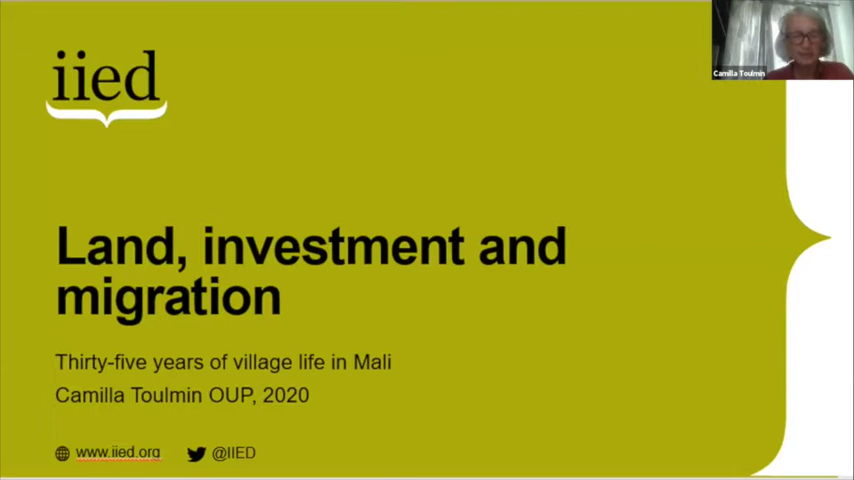 Camilla Toulmin
iied
Land, investment and
migration
Thirty-five years of village life in Mali
Camilla Toulmin OUP, 2020
www.iied.org @IIED